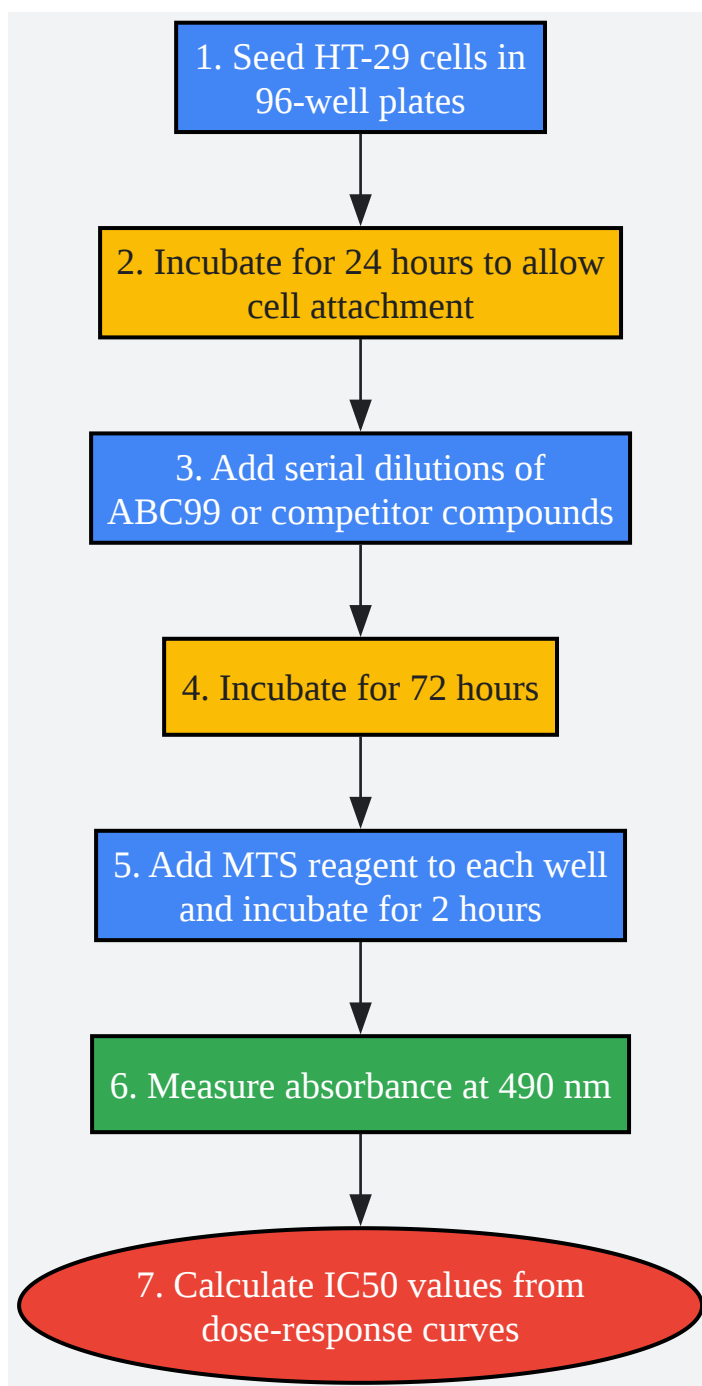 1. Seed HT-29 cells in
96-well plates
2. Incubate for 24 hours to allow
cell attachment
3. Add serial dilutions of
ABC99 or competitor compounds
4. Incubate for 72 hours
5. Add MTS reagent to each well
and incubate for 2 hours
6. Measure absorbance at 490 nm
7. Calculate IC50 values from
dose-response curves